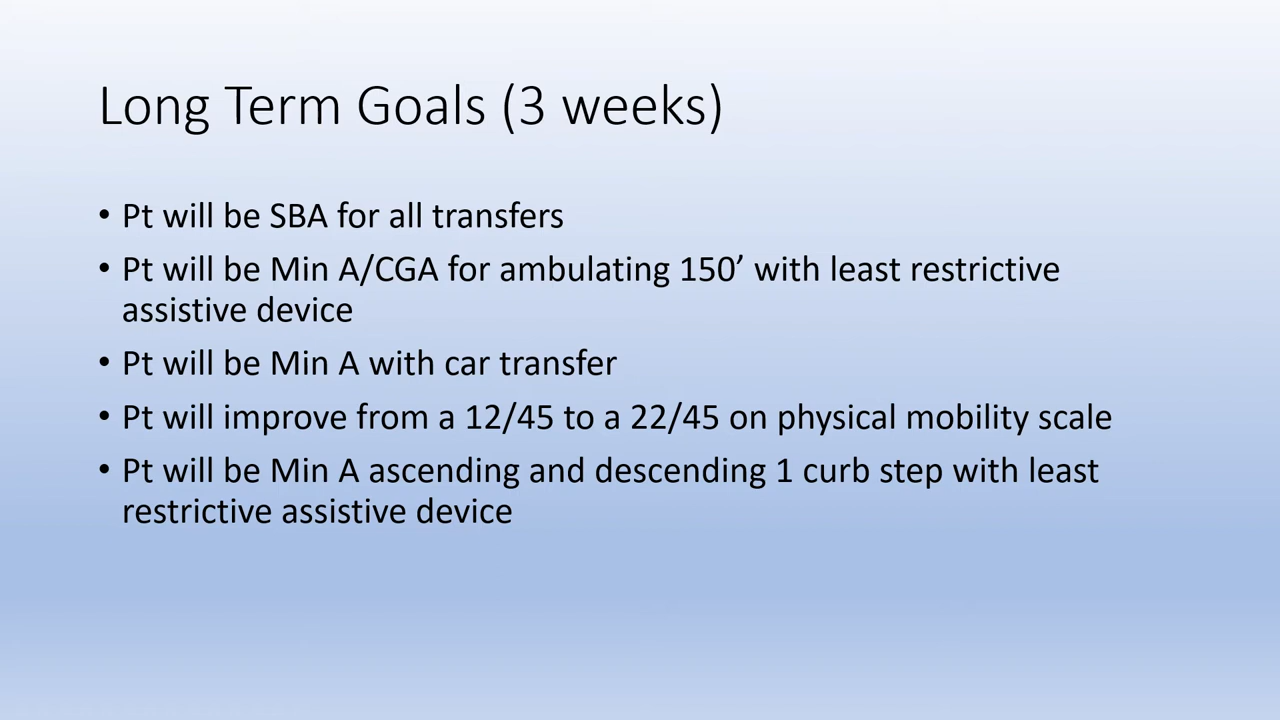 Long Term Goals (3 weeks)
• Pt will be SBA for all transfers
• Pt will be Min A/CGA for ambulating 150’ with least restrictive
assistive device
• Pt will be Min A with car transfer
• Pt will improve from a 12/45 to a 22/45 on physical mobility scale
• Pt will be Min A ascending and descending 1 curb step with least
restrictive assistive device